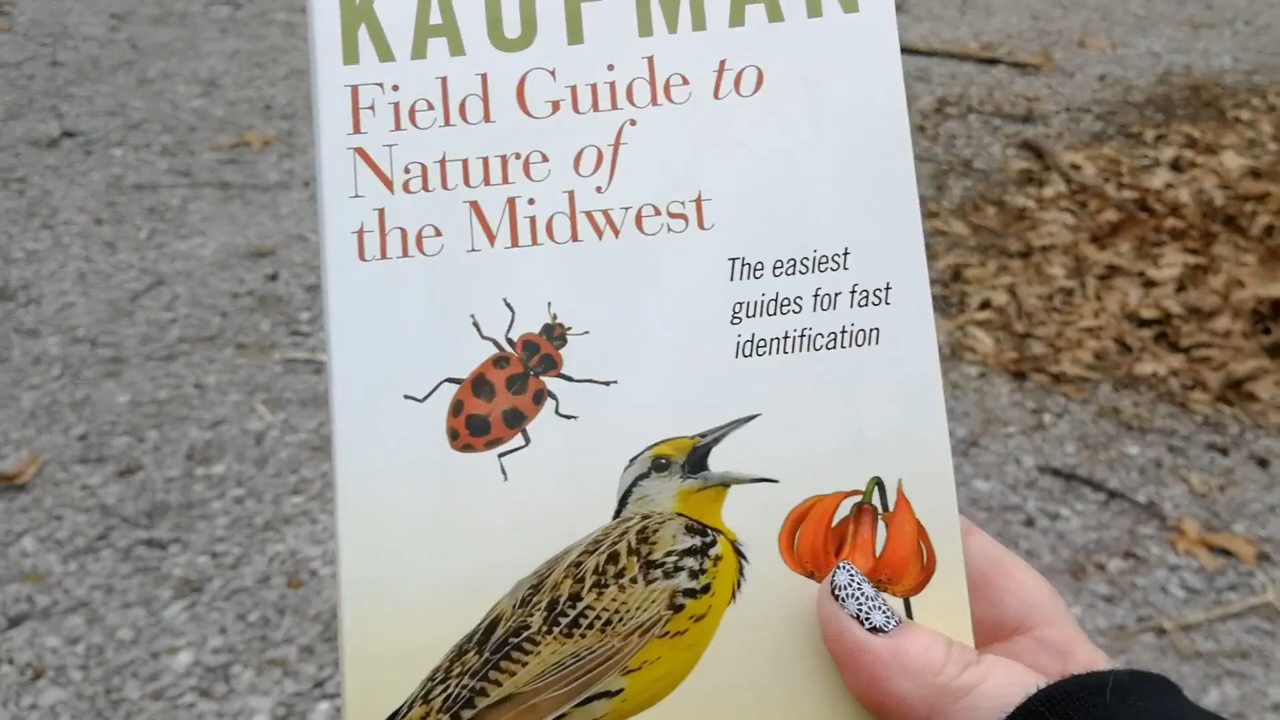 KAUFMAN
Field Guide to
Nature of
the Midwest
The easiest
guides for fast
identification